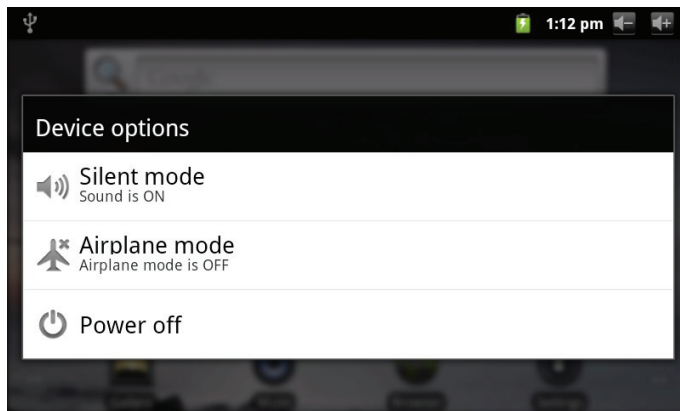 1:12 pm
Device options
Silent mode
Sound is ON
Airplane mode
Airplane mode is OFF
Power off